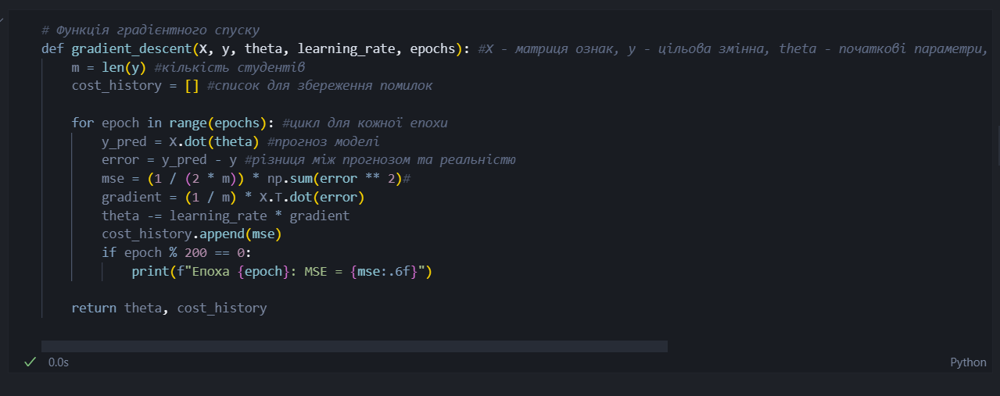 # Функція градієнтного спуску
def gradient_descent(X, y, theta, learning_rate, epochs): #X - матриця ознак, y - цільова змінна, theta - початкові параметри,
    m = len(y) #кількість студентів
    cost_history = [] #список для збереження помилок

    for epoch in range(epochs): #цикл для кожної епохи
        y_pred = X.dot(theta) #прогноз моделі
        error = y_pred - y #різниця між прогнозом та реальністю
        mse = (1 / (2 * m)) * np.sum(error ** 2)#
        gradient = (1 / m) * X.T.dot(error)
        theta -= learning_rate * gradient
        cost_history.append(mse)
        if epoch % 200 == 0:
            print(f"Епоха {epoch}: MSE = {mse:.6f}")

    return theta, cost_history
0.0s
Python